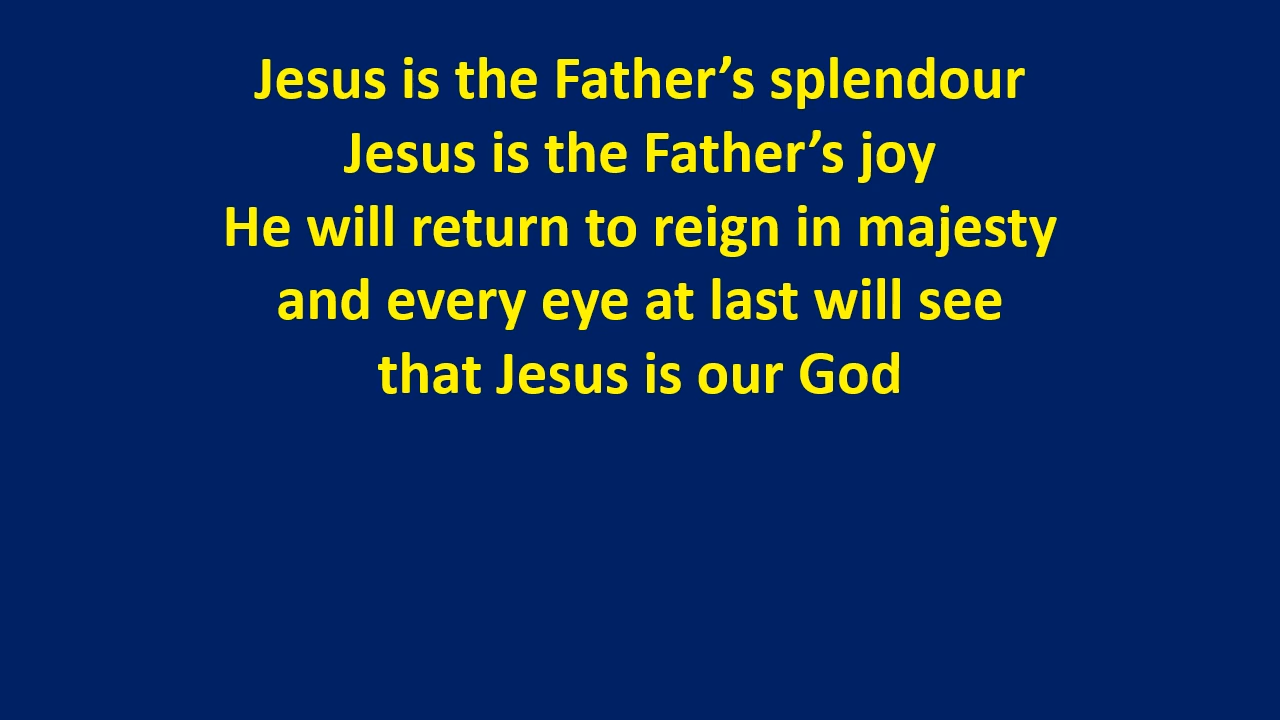 Jesus is the Father’s splendour
Jesus is the Father’s joy
He will return to reign in majesty
and every eye at last will see
that Jesus is our God